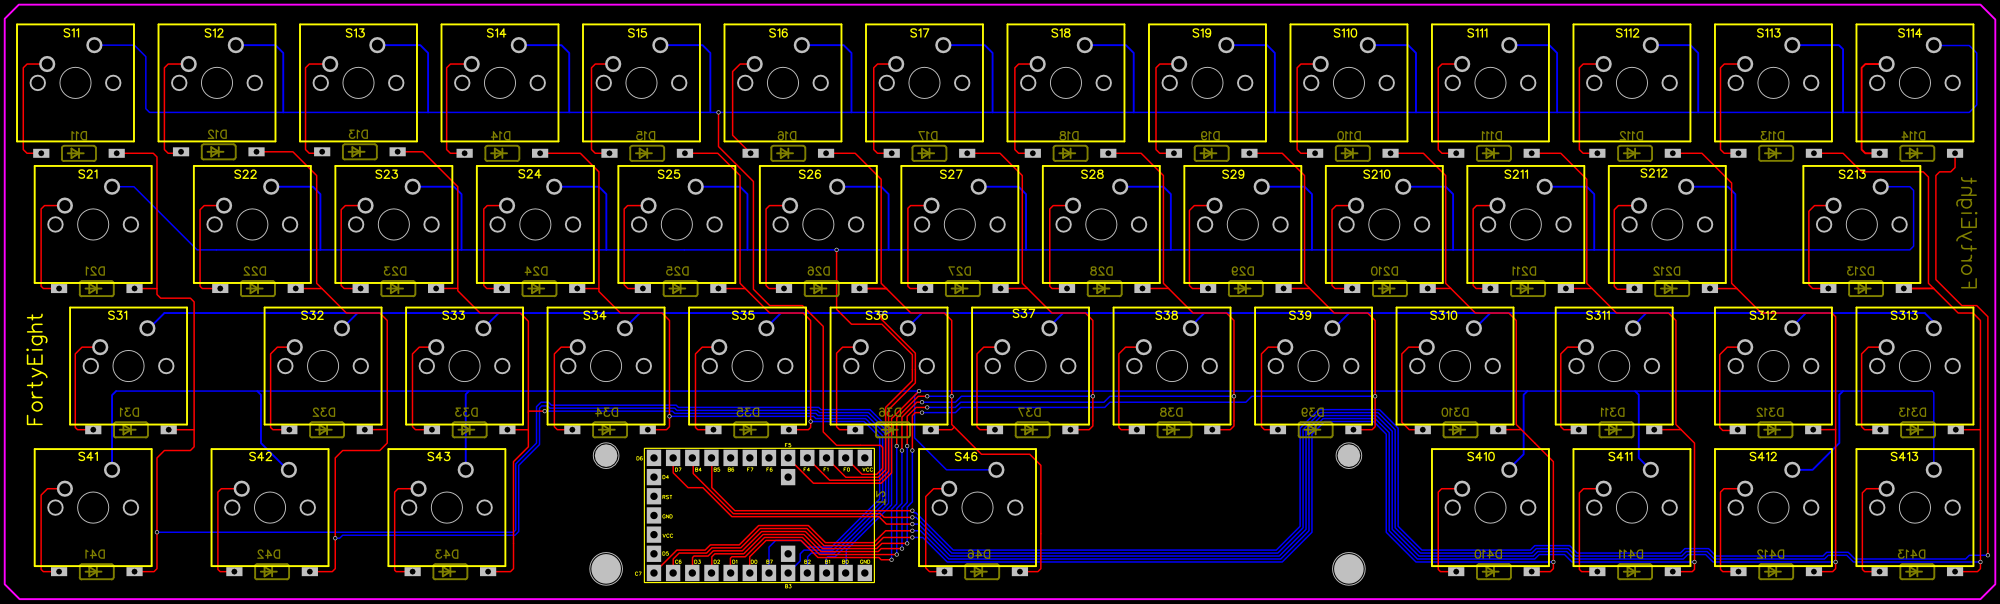 S11 S12 S13 S14 S15 S16 S17 S18 S19 S110 S111 S112 S113 S114
D11 D12 D13 D14 D15 D16 D17 D18 D19 D110 D111 D112 D113 D114
S21 S22 S23 S24 S25 S26 S27 S28 S29 S210 S211 S212 S213
FortyEight
D21 D22 D23 D24 D25 D26 D27 D28 D29 D210 D211 D212 D213
S31 S32 S33 S34 S35 S36 S37 S38 S39 S310 S311 S312 S313
FortyEight
D31 D32 D33 D34 D35 D36 D37 D38 D39 D310 D311 D312 D313
S41 S42 S43 S46 S410 S411 S412 S413
F5
D6 D7 B4 B5 B6 F7 F6 F4 F1 F0 VCC
D4
RST
GND
VCC
D5
C7 C6 D3 D2 D1 D0 B7 B2 B1 B0 GND
B3
D41 D42 D43 D46 D410 D411 D412 D413